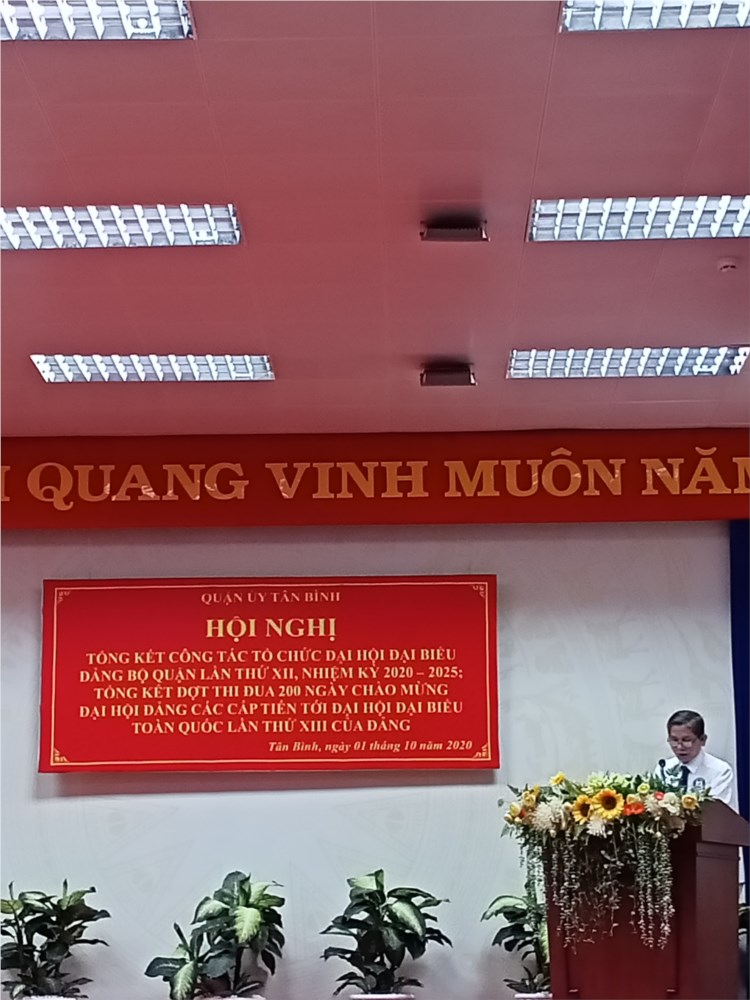 QUANG VINH MUÔN NĂM
QUẬN ỦY TÂN BÌNH
HỘI NGHỊ
TỔNG KẾT CÔNG TÁC TỔ CHỨC ĐẠI HỘI ĐẠI BIỂU
ĐẢNG BỘ QUẬN LẦN THỨ XII, NHIỆM KỲ 2020 – 2025;
TỔNG KẾT ĐỢT THI ĐUA 200 NGÀY CHÀO MỪNG
ĐẠI HỘI ĐẢNG CÁC CẤP TIẾN TỚI ĐẠI HỘI ĐẠI BIỂU
TOÀN QUỐC LẦN THỨ XIII CỦA ĐẢNG
Tân Bình, ngày 01 tháng 10 năm 2020